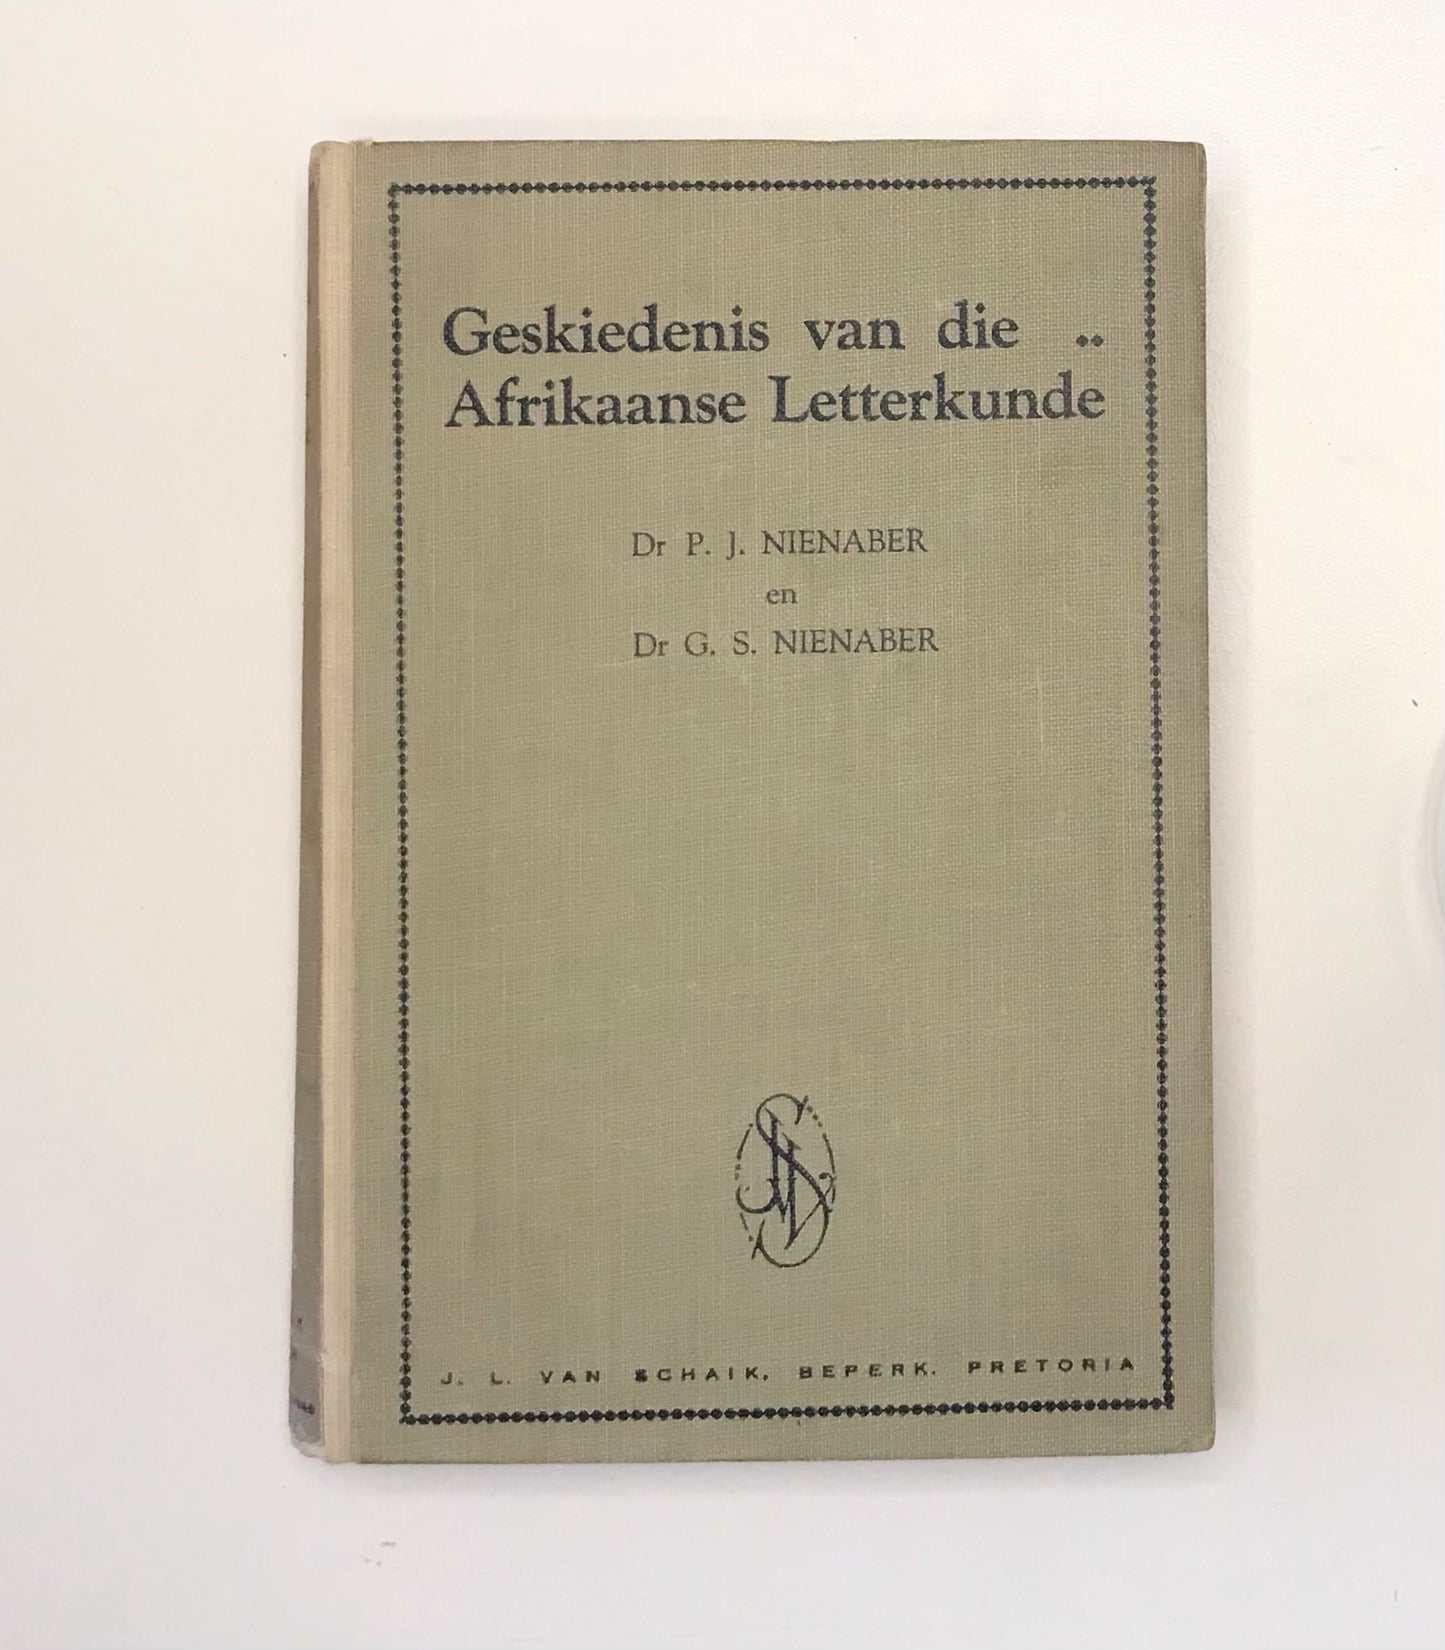 Geskiedenis van die ..
Afrikaanse Letterkunde
Dr P. J. NIENABER
en
Dr G. S. NIENABER
J. L. VAN SCHAIK, BEPERK. PRETORIA